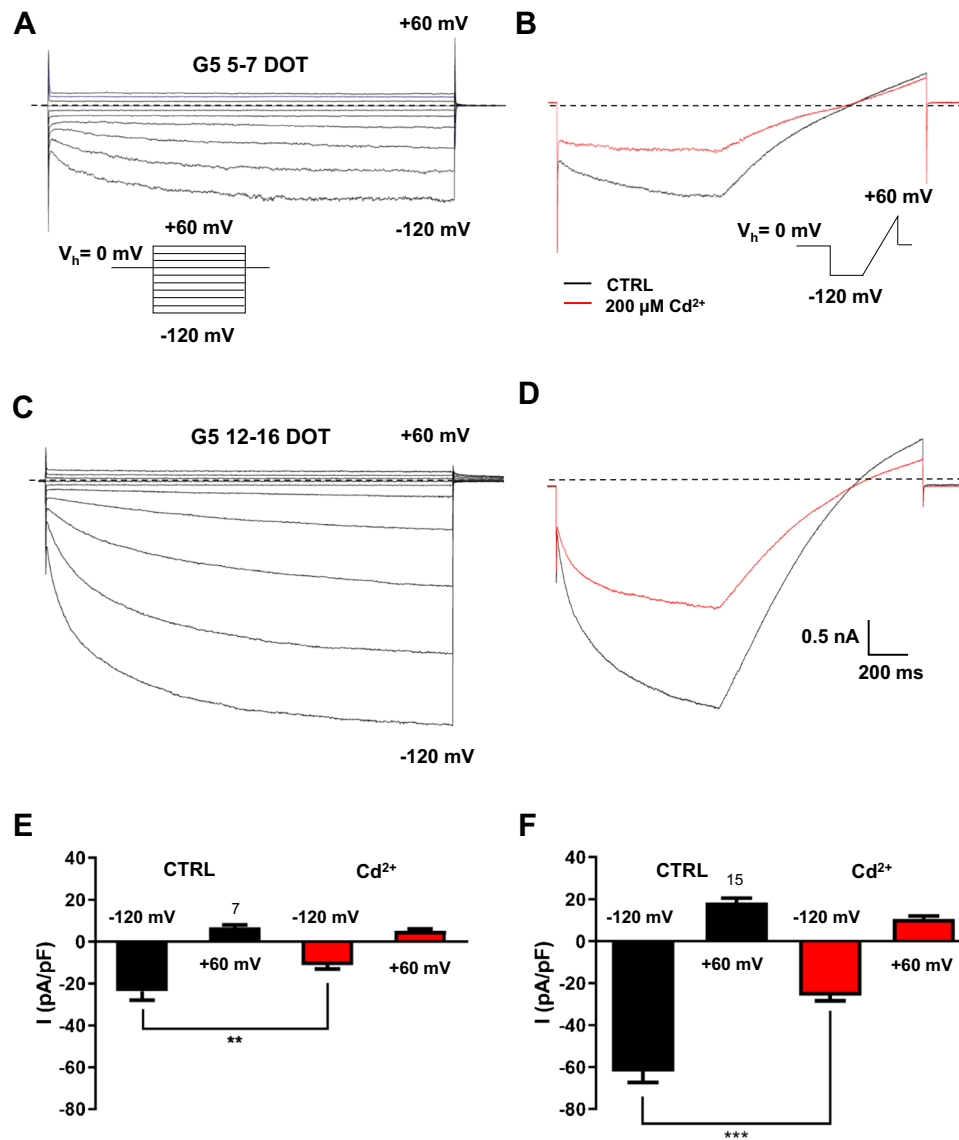 A
+60 mV
G5 5-7 DOT
-120 mV
+60 mV
Vh= 0 mV
-120 mV
B
+60 mV
Vh= 0 mV
-120 mV
CTRL
200 µM Cd²⁺
C
G5 12-16 DOT
+60 mV
-120 mV
D
0.5 nA
200 ms
E
CTRL
Cd²⁺
-120 mV
7
-120 mV
+60 mV
+60 mV
I (pA/pF)
40
20
0
-20
-40
-60
-80
**
F
CTRL
Cd²⁺
-120 mV
15
-120 mV
+60 mV
+60 mV
I (pA/pF)
40
20
0
-20
-40
-60
-80
***